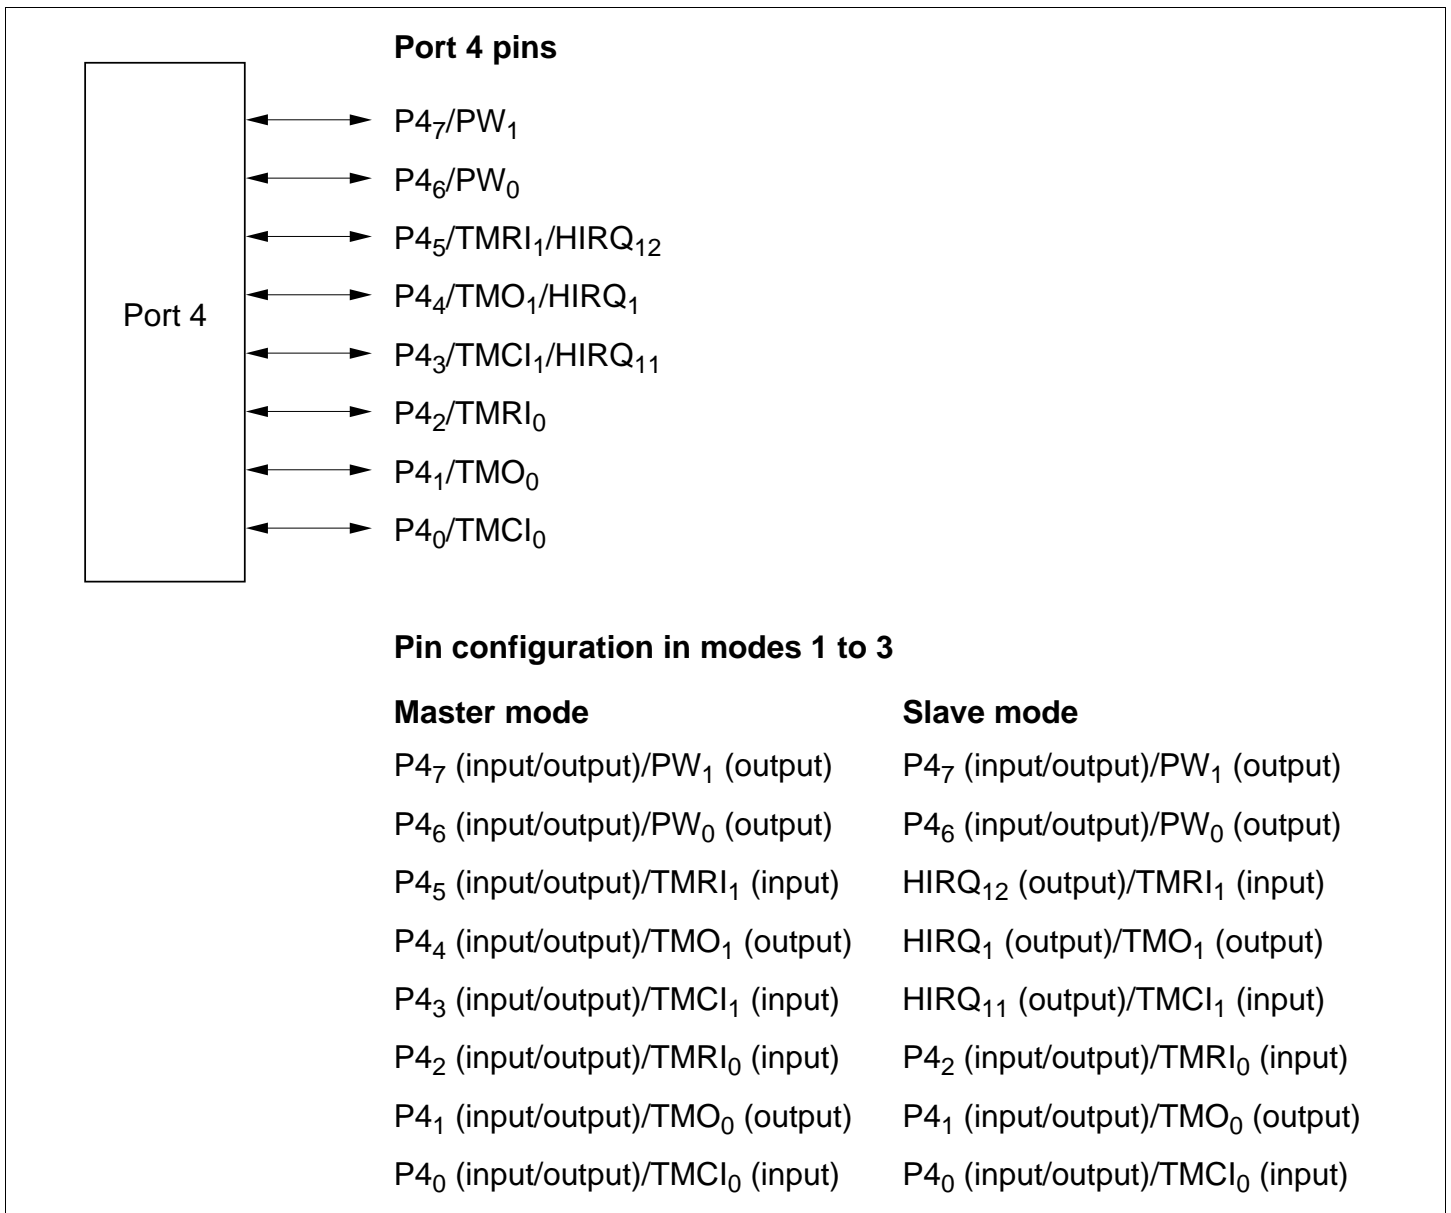 Port 4 pins
P4₇/PW₁
P4₆/PW₀
P4₅/TMRI₁/HIRQ₁₂
P4₄/TMO₁/HIRQ₁
Port 4
P4₃/TMCI₁/HIRQ₁₁
P4₂/TMRI₀
P4₁/TMO₀
P4₀/TMCI₀
Pin configuration in modes 1 to 3
Master mode Slave mode
P4₇ (input/output)/PW₁ (output) P4₇ (input/output)/PW₁ (output)
P4₆ (input/output)/PW₀ (output) P4₆ (input/output)/PW₀ (output)
P4₅ (input/output)/TMRI₁ (input) HIRQ₁₂ (output)/TMRI₁ (input)
P4₄ (input/output)/TMO₁ (output) HIRQ₁ (output)/TMO₁ (output)
P4₃ (input/output)/TMCI₁ (input) HIRQ₁₁ (output)/TMCI₁ (input)
P4₂ (input/output)/TMRI₀ (input) P4₂ (input/output)/TMRI₀ (input)
P4₁ (input/output)/TMO₀ (output) P4₁ (input/output)/TMO₀ (output)
P4₀ (input/output)/TMCI₀ (input) P4₀ (input/output)/TMCI₀ (input)